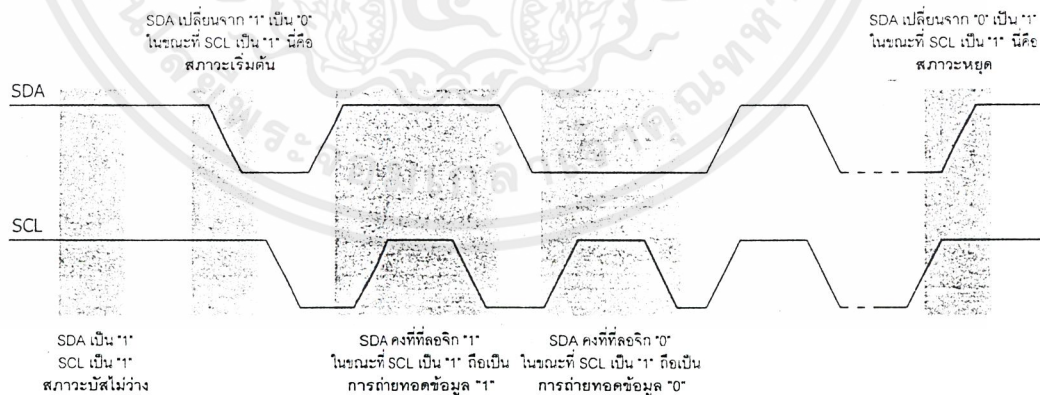 SDA เปลี่ยนจาก "1" เป็น "0"
ในขณะที่ SCL เป็น "1" นี่คือ
สภาวะเริ่มต้น
SDA เปลี่ยนจาก "0" เป็น "1"
ในขณะที่ SCL เป็น "1" นี่คือ
สภาวะหยุด
SDA
SCL
SDA เป็น "1"
SCL เป็น "1"
สภาวะบัสไม่ว่าง
SDA คงที่ที่ลอจิก "1"
ในขณะที่ SCL เป็น "1" ถือเป็น
การถ่ายทอดข้อมูล "1"
SDA คงที่ที่ลอจิก "0"
ในขณะที่ SCL เป็น "1" ถือเป็น
การถ่ายทอดข้อมูล "0"